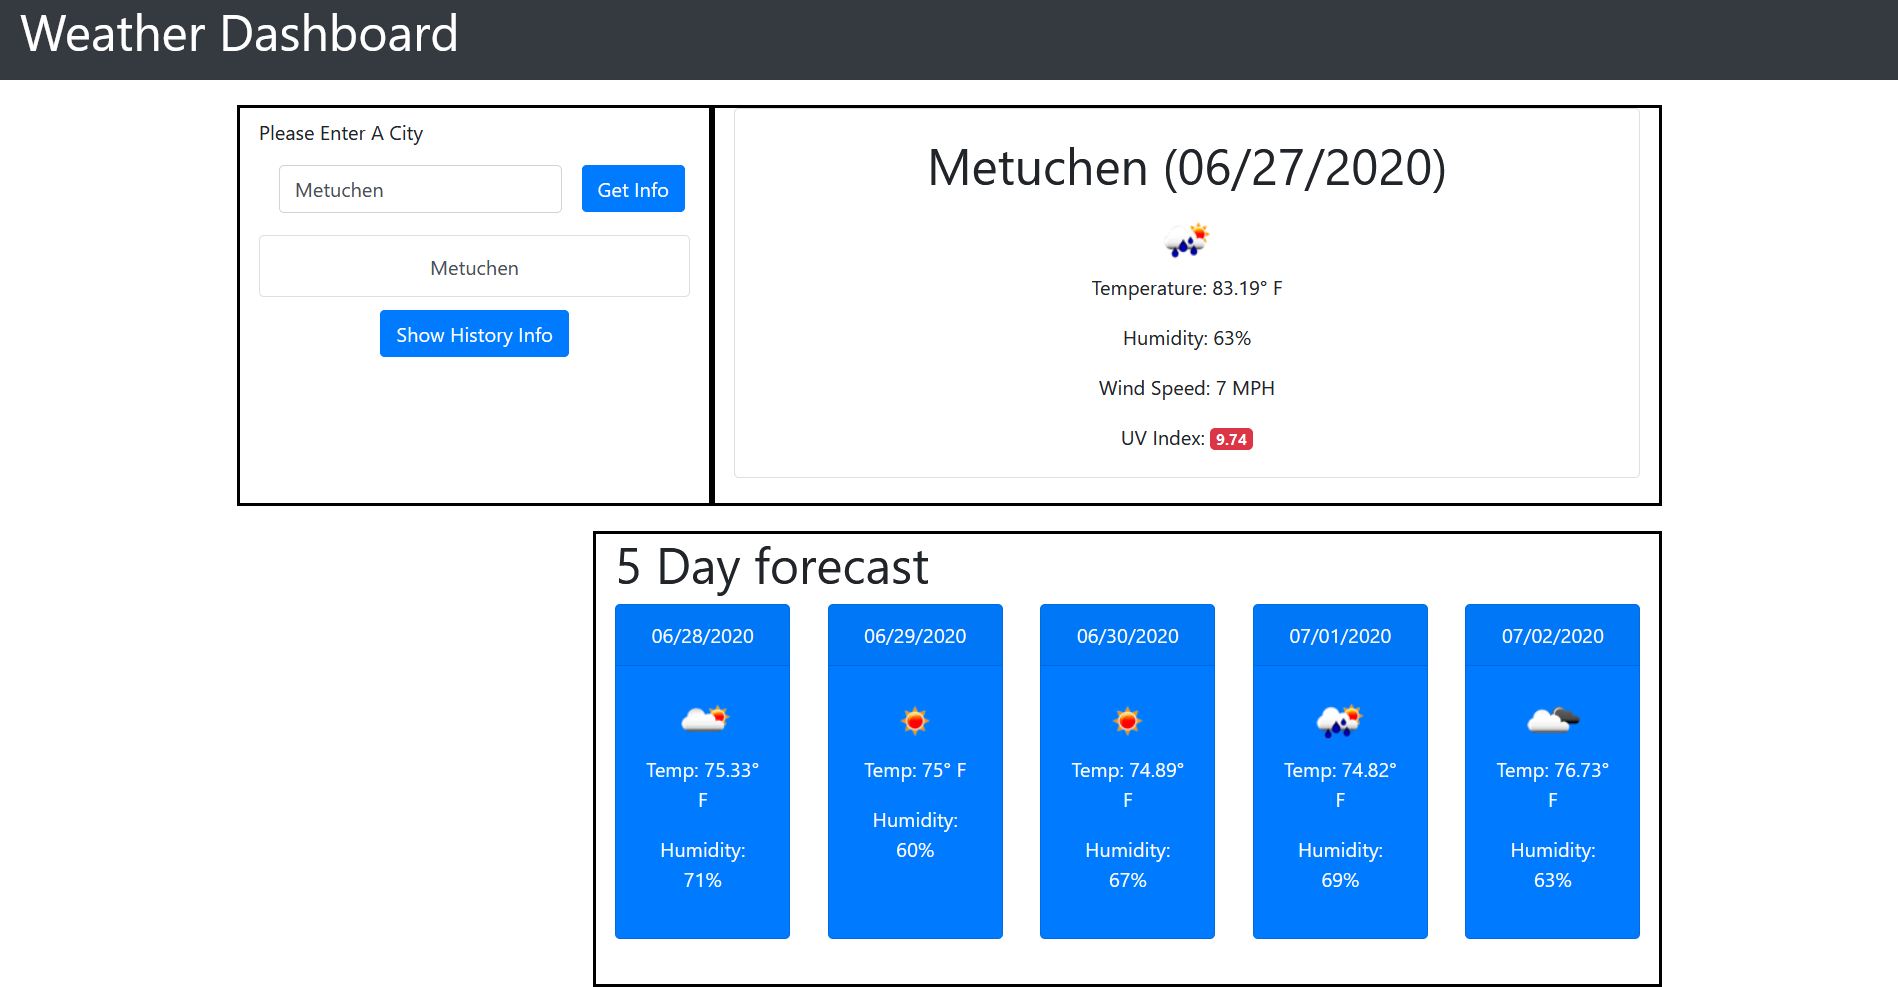 Weather Dashboard
Please Enter A City
Metuchen
Get Info
Metuchen
Show History Info
Metuchen (06/27/2020)
Temperature: 83.19° F
Humidity: 63%
Wind Speed: 7 MPH
UV Index: 9.74
5 Day forecast
06/28/2020
Temp: 75.33°
F
Humidity:
71%
06/29/2020
Temp: 75° F
Humidity:
60%
06/30/2020
Temp: 74.89°
F
Humidity:
67%
07/01/2020
Temp: 74.82°
F
Humidity:
69%
07/02/2020
Temp: 76.73°
F
Humidity:
63%